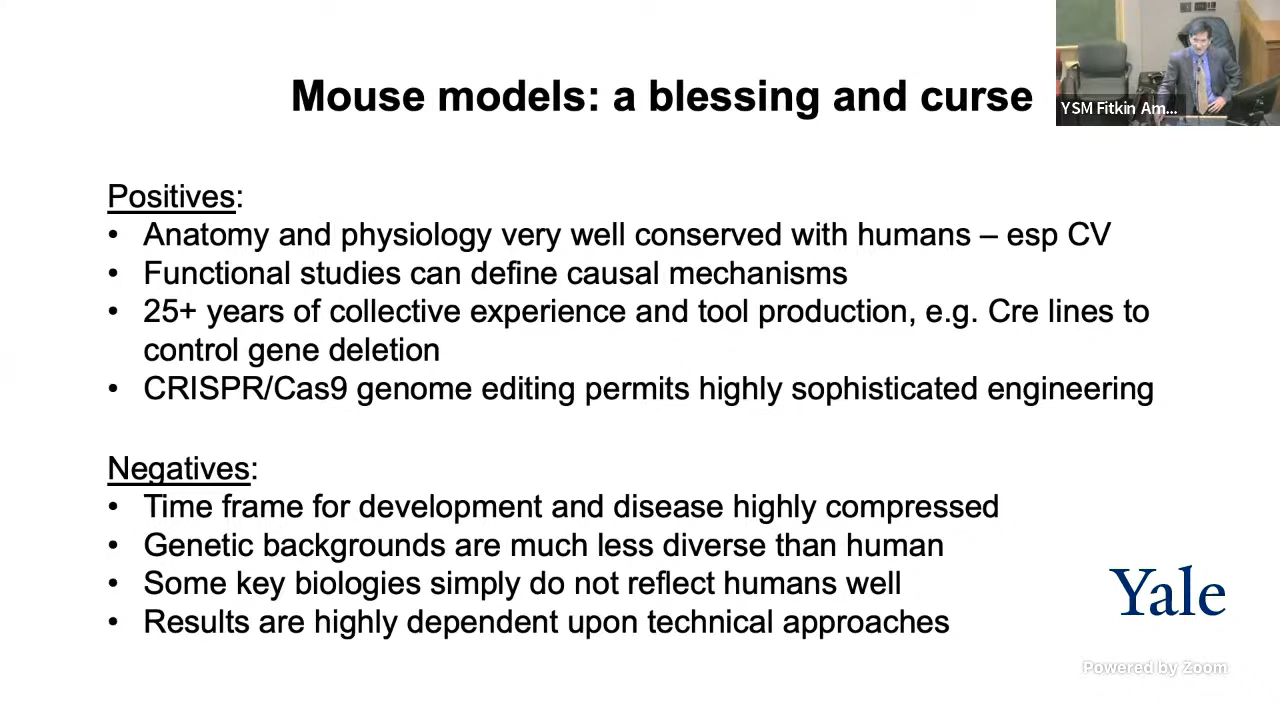 Mouse models: a blessing and curse
YSM Fitkin Am...
Positives:
• Anatomy and physiology very well conserved with humans – esp CV
• Functional studies can define causal mechanisms
• 25+ years of collective experience and tool production, e.g. Cre lines to
control gene deletion
• CRISPR/Cas9 genome editing permits highly sophisticated engineering
Negatives:
• Time frame for development and disease highly compressed
• Genetic backgrounds are much less diverse than human
• Some key biologies simply do not reflect humans well
• Results are highly dependent upon technical approaches
Yale
Powered by Zoom